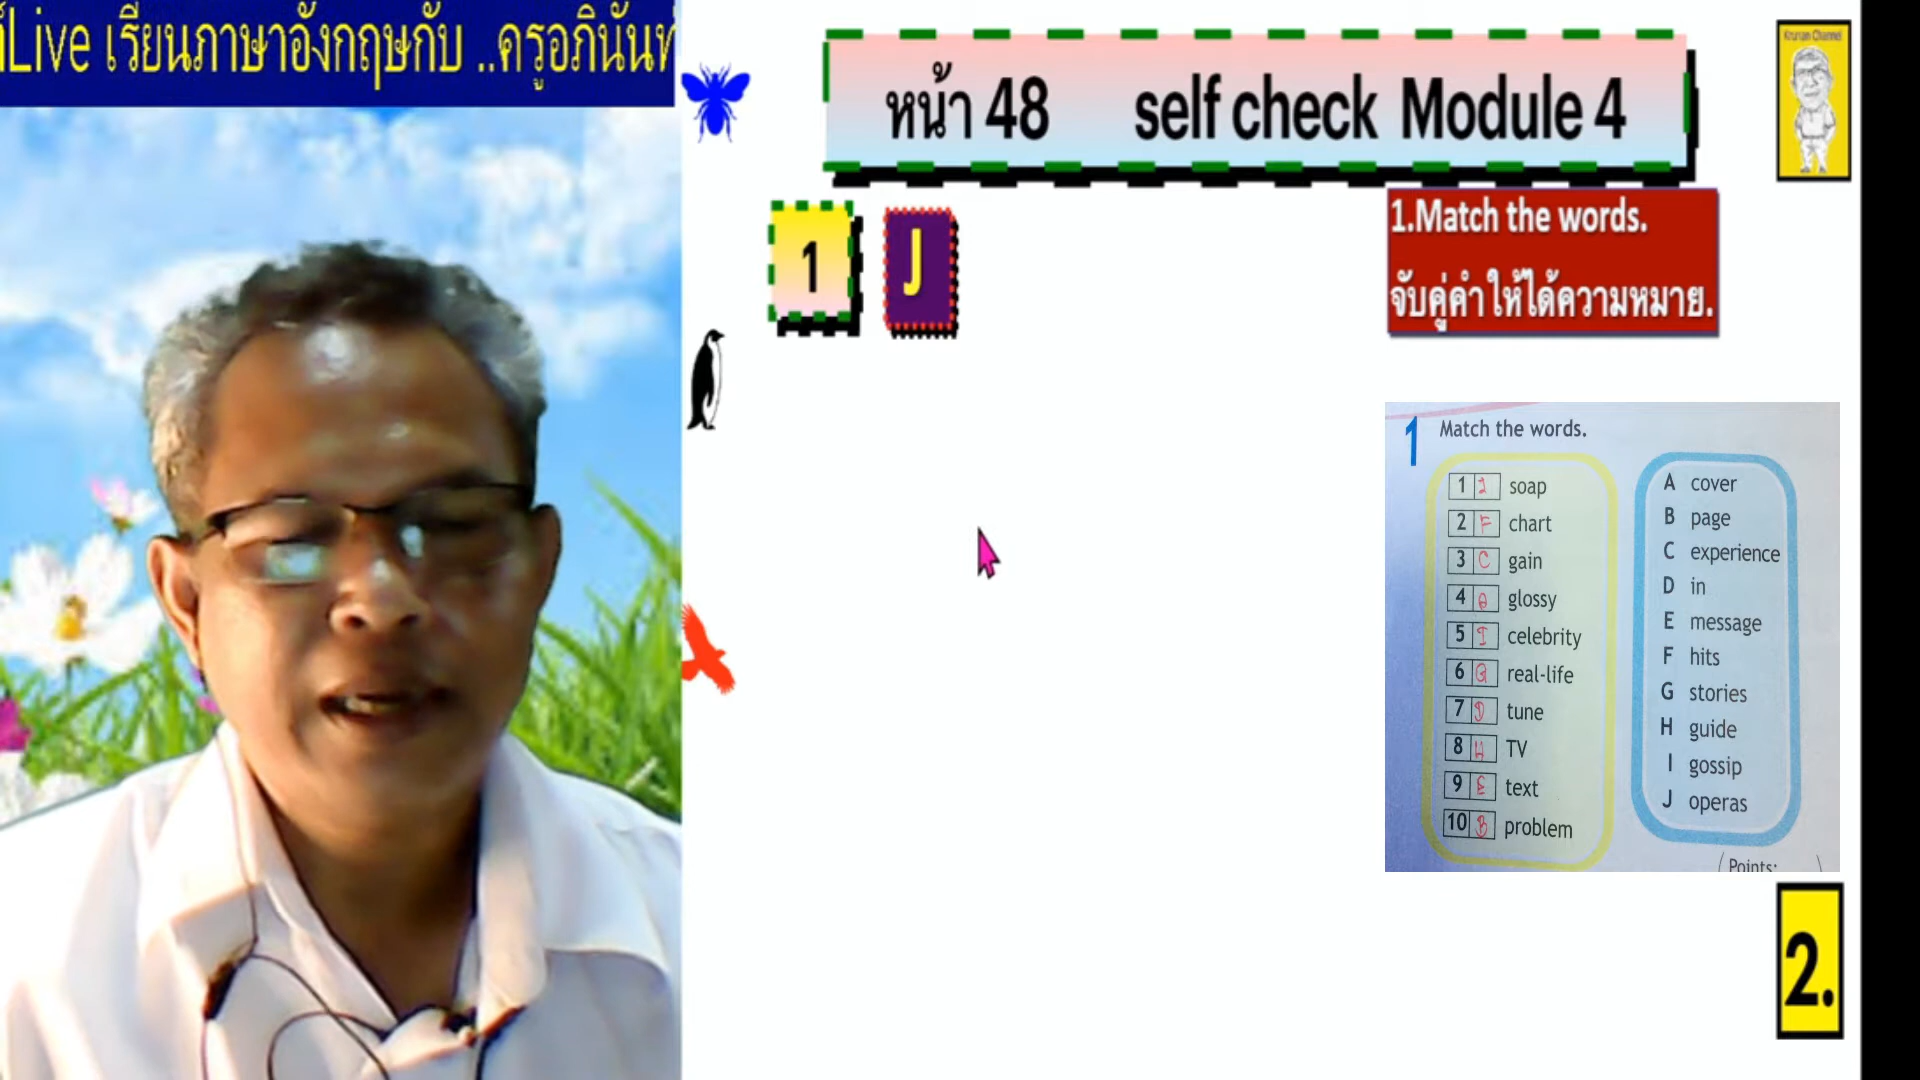 Live เรียนภาษาอังกฤษกับ ..ครูอภินันท
หน้า 48 self check Module 4
1 J
1.Match the words.
จับคู่คำให้ได้ความหมาย.
1 Match the words.
1 J soap
2 F chart
3 C gain
4 A glossy
5 I celebrity
6 G real-life
7 D tune
8 H TV
9 E text
10 B problem
A cover
B page
C experience
D in
E message
F hits
G stories
H guide
I gossip
J operas
(Points: )
2.